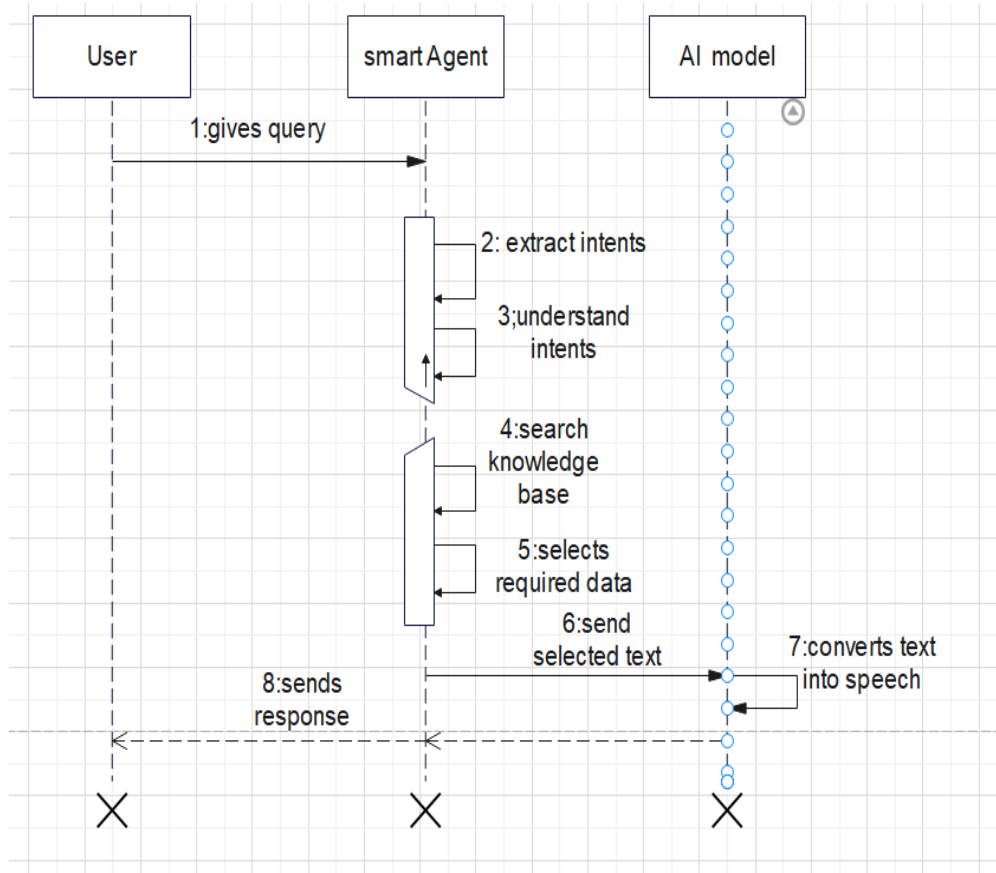 User
smart Agent
AI model
1:gives query
2: extract intents
3;understand
intents
4:search
knowledge
base
5:selects
required data
6:send
selected text
7:converts text
into speech
8:sends
response